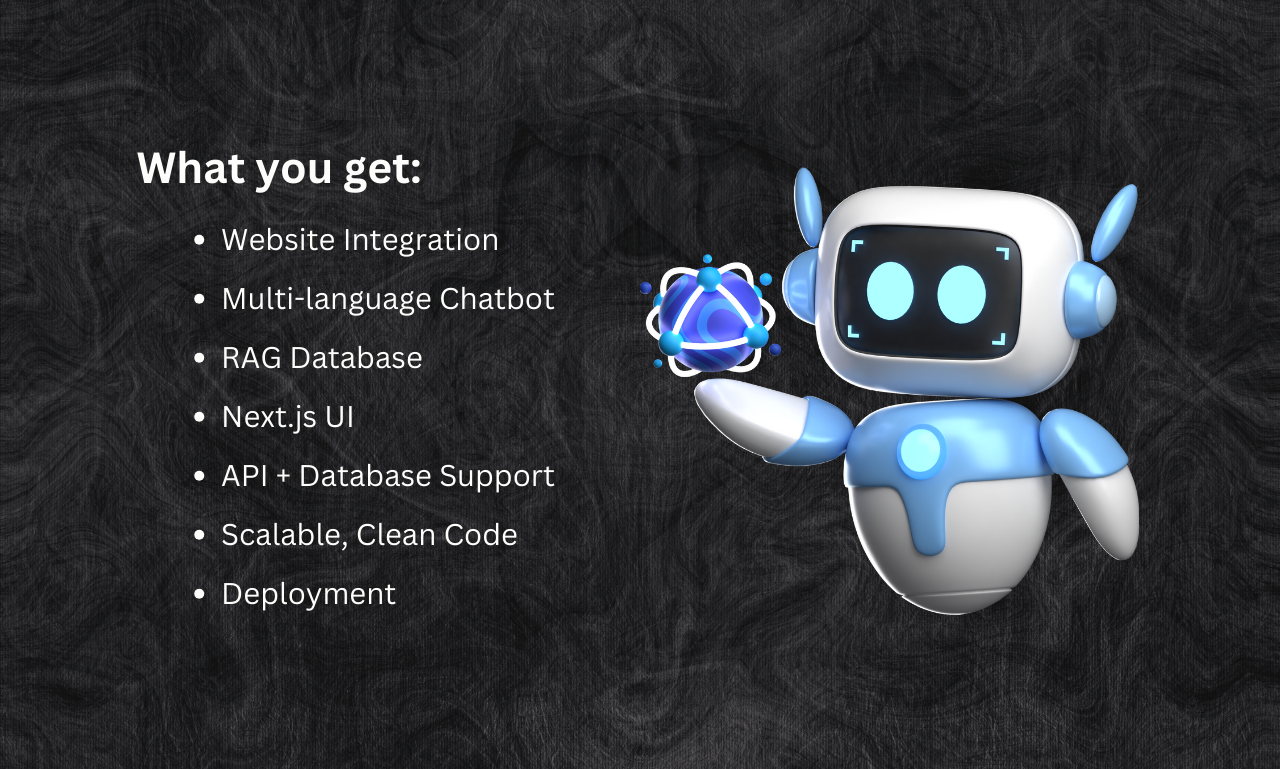 What you get:
Website Integration
Multi-language Chatbot
RAG Database
Next.js UI
API + Database Support
Scalable, Clean Code
Deployment